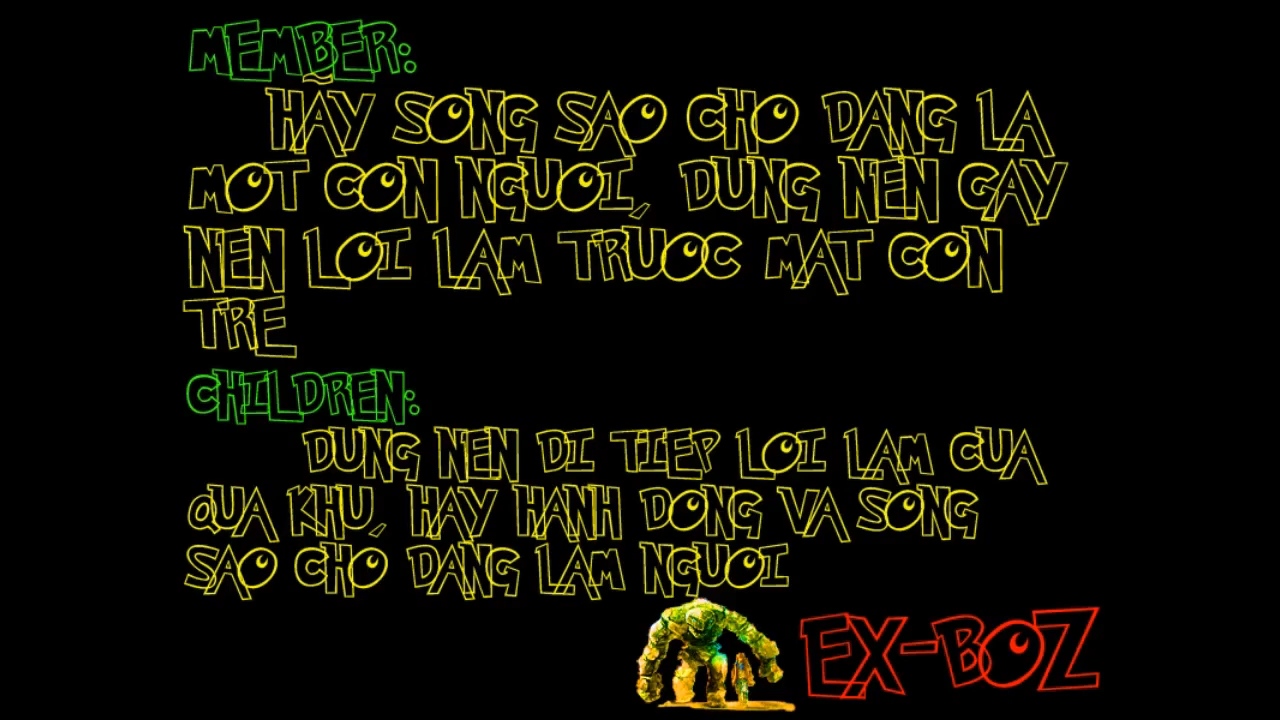 MEMBER:
HÃY SONG SAO CHO DANG LA
MOT CON NGUOI, DUNG NEN GAY
NEN LOI LAM TRUOC MAT CON
TRE
CHILDREN:
DUNG NEN DI TIEP LOI LAM CUA
QUA KHU, HAY HANH DONG VA SONG
SAO CHO DANG LAM NGUOI
EX-BOZ